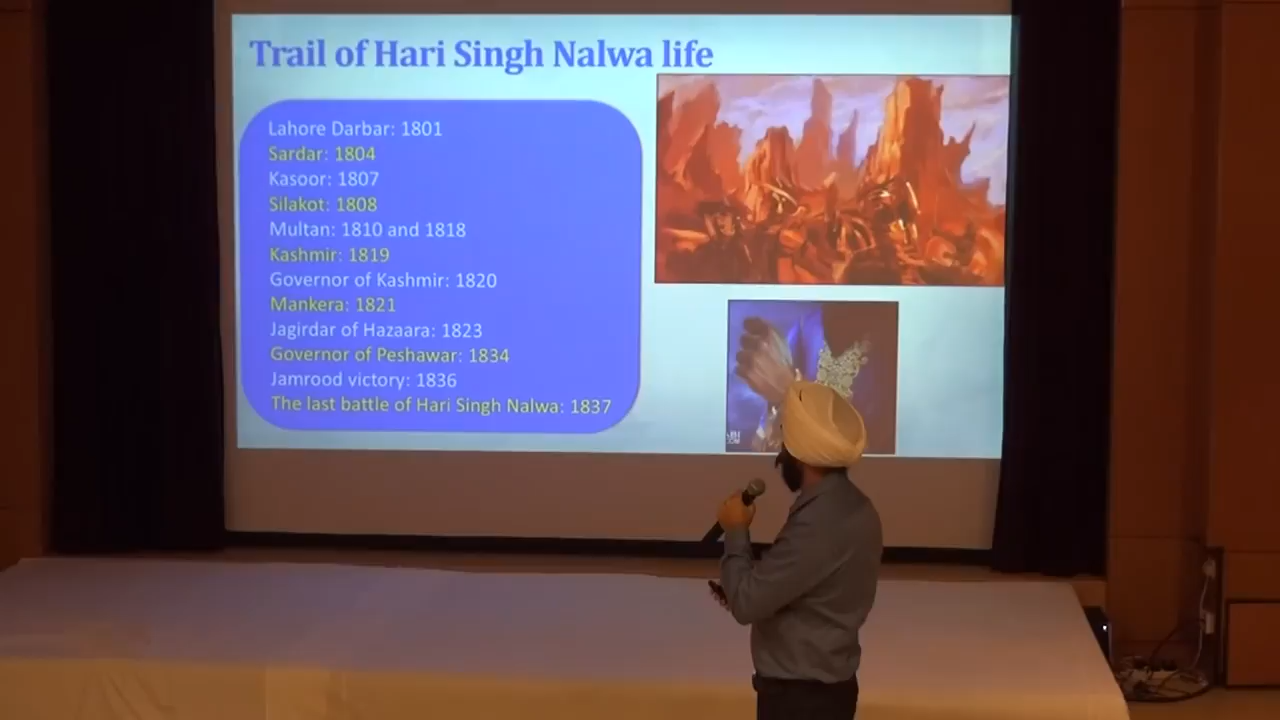 Trail of Hari Singh Nalwa life
Lahore Darbar: 1801
Sardar: 1804
Kasoor: 1807
Silakot: 1808
Multan: 1810 and 1818
Kashmir: 1819
Governor of Kashmir: 1820
Mankera: 1821
Jagirdar of Hazaara: 1823
Governor of Peshawar: 1834
Jamrood victory: 1836
The last battle of Hari Singh Nalwa: 1837